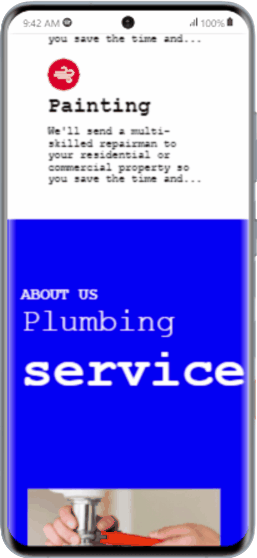 9:42 AM
100%
you save the time and...
Painting
We'll send a multi-
skilled repairman to
your residential or
commercial property so
you save the time and...
ABOUT US
Plumbing
service